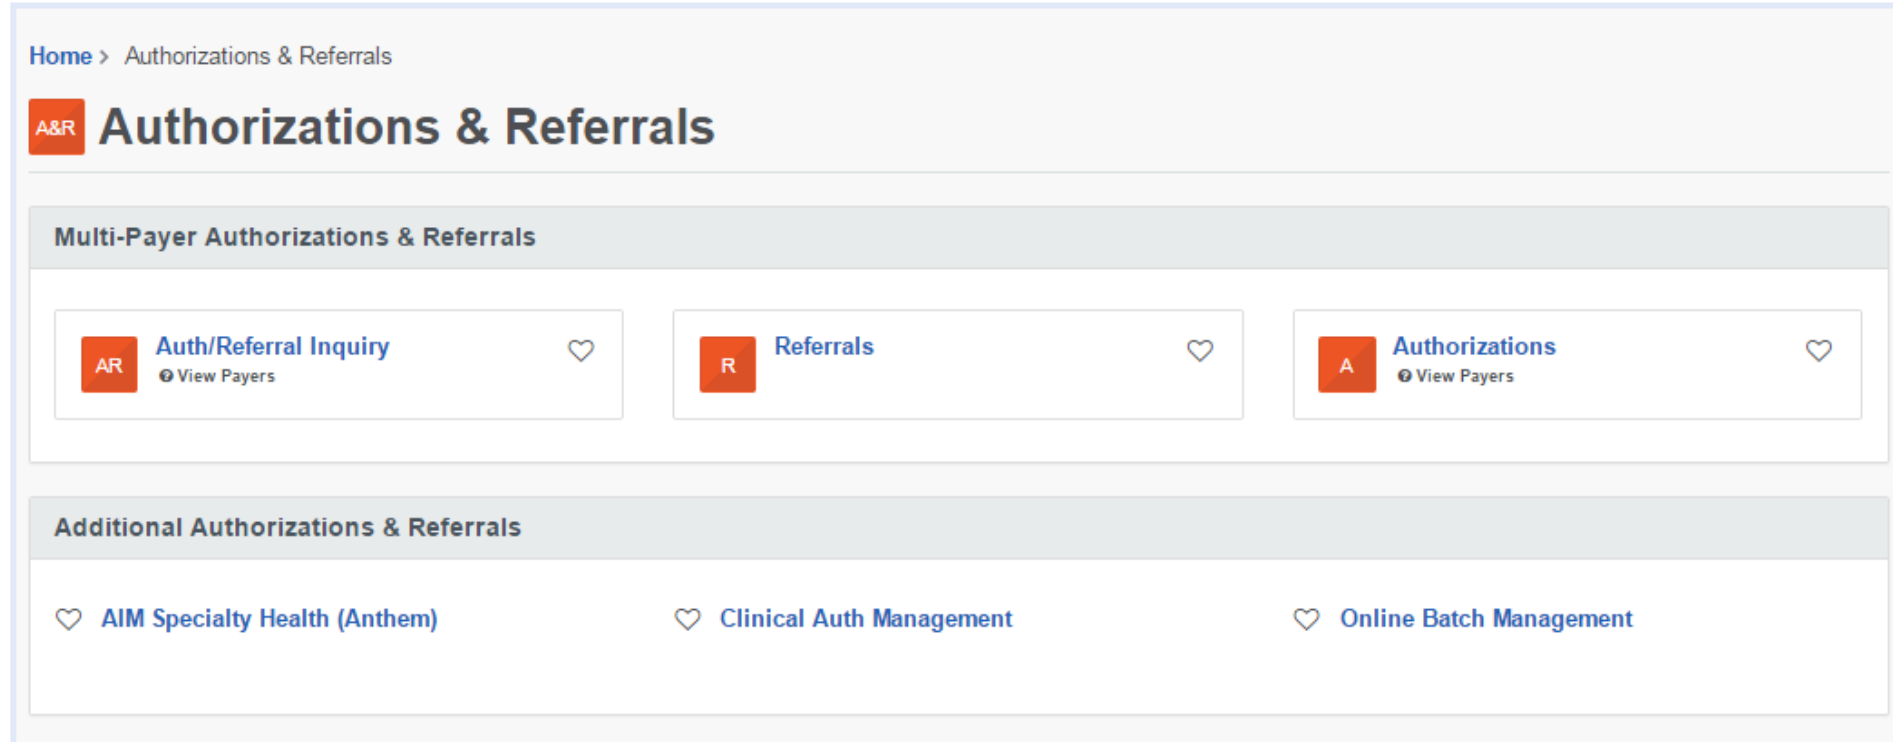 Home > Authorizations & Referrals
A&R Authorizations & Referrals
Multi-Payer Authorizations & Referrals
AR Auth/Referral Inquiry
View Payers
R Referrals
A Authorizations
View Payers
Additional Authorizations & Referrals
AIM Specialty Health (Anthem)
Clinical Auth Management
Online Batch Management